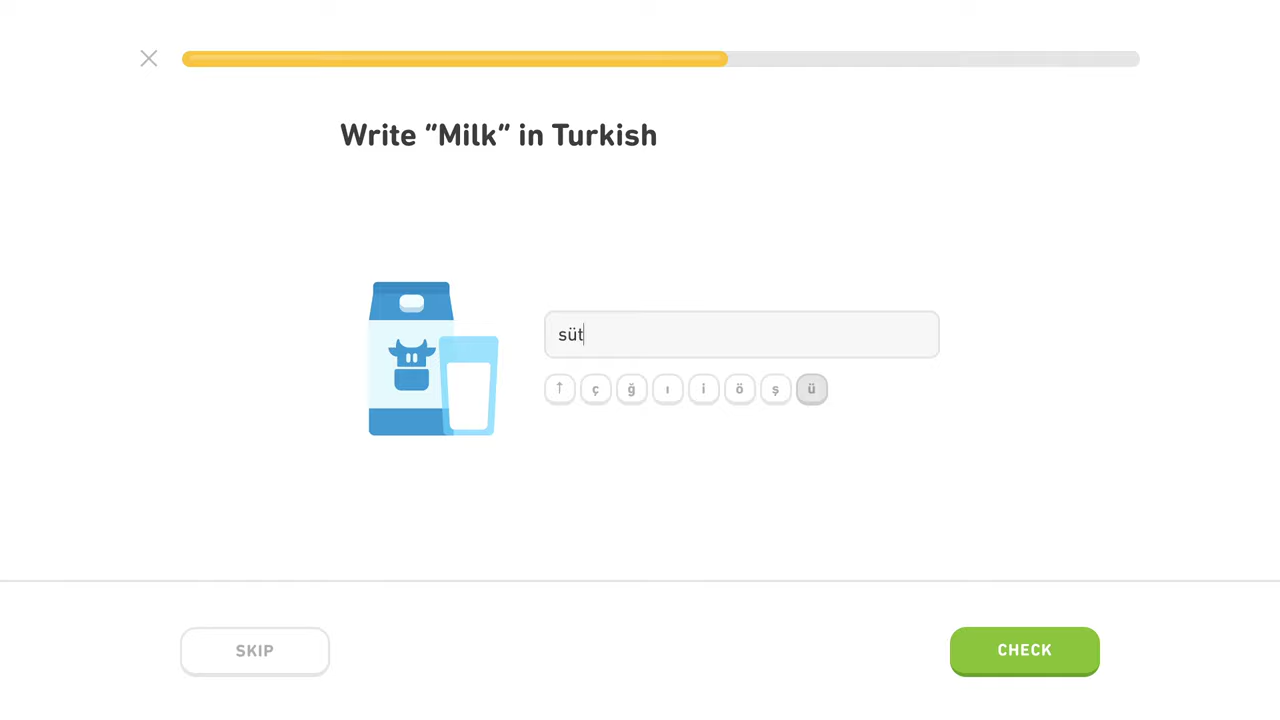 Write “Milk” in Turkish
süt
↑ ç ğ ı i ö ş ü
SKIP
CHECK